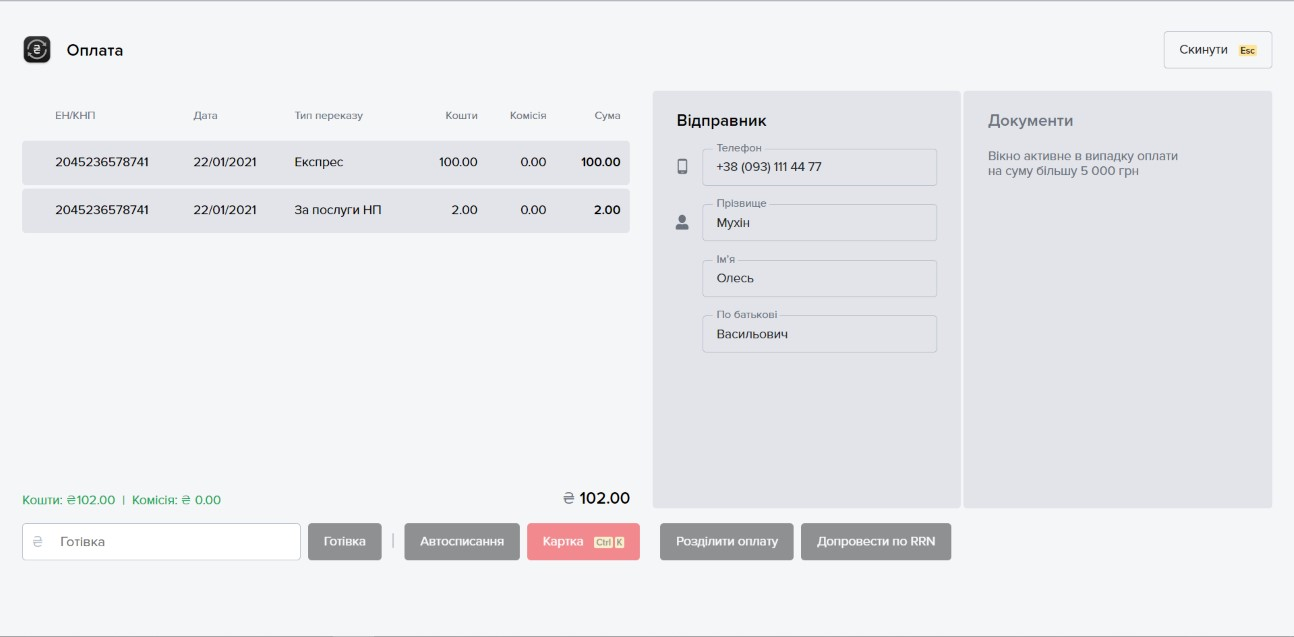 Оплата
Скинути Esc
ЕН/КНП Дата Тип переказу Кошти Комісія Сума
2045236578741 22/01/2021 Експрес 100.00 0.00 100.00
2045236578741 22/01/2021 За послуги НП 2.00 0.00 2.00
Кошти: ₴102.00 | Комісія: ₴ 0.00
₴ 102.00
₴ Готівка
Готівка | Автосписання Картка Ctrl K
Відправник
Телефон
+38 (093) 111 44 77
Прізвище
Мухін
Ім'я
Олесь
По батькові
Васильович
Документи
Вікно активне в випадку оплати
на суму більшу 5 000 грн
Розділити оплату Допровести по RRN